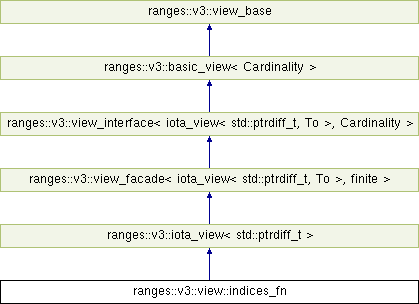 ranges::v3::view_base
ranges::v3::basic_view< Cardinality >
ranges::v3::view_interface< iota_view< std::ptrdiff_t, To >, Cardinality >
ranges::v3::view_facade< iota_view< std::ptrdiff_t, To >, finite >
ranges::v3::iota_view< std::ptrdiff_t >
ranges::v3::view::indices_fn